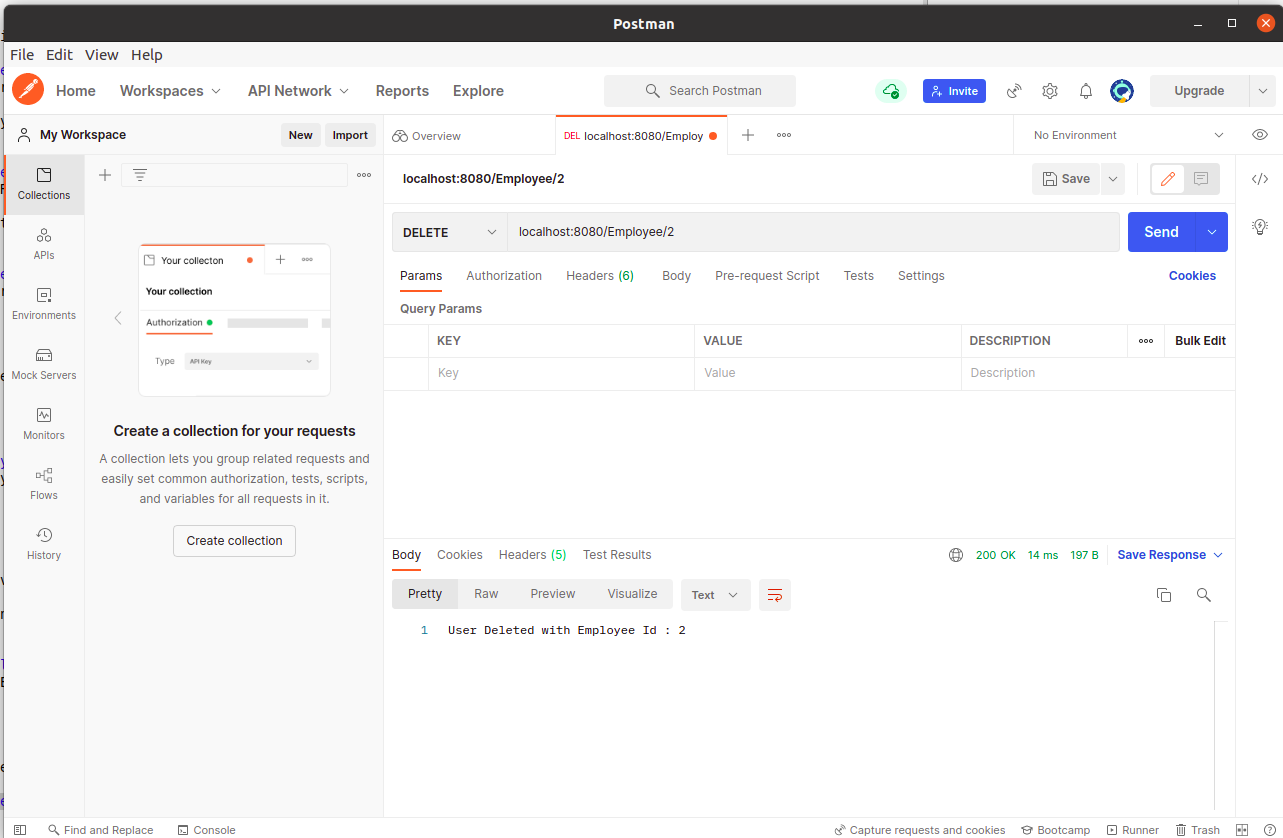 Postman
File Edit View Help
Home Workspaces API Network Reports Explore Search Postman Invite Upgrade
My Workspace New Import Overview DEL localhost:8080/Employ No Environment
Collections
APIs
Environments
Mock Servers
Monitors
Flows
History
Your collecton
Your collection
Authorization
Type API Key
Create a collection for your requests
A collection lets you group related requests and
easily set common authorization, tests, scripts,
and variables for all requests in it.
Create collection
localhost:8080/Employee/2 Save
DELETE localhost:8080/Employee/2 Send
Params Authorization Headers (6) Body Pre-request Script Tests Settings Cookies
Query Params
KEY VALUE DESCRIPTION Bulk Edit
Key Value Description
Body Cookies Headers (5) Test Results 200 OK 14 ms 197 B Save Response
Pretty Raw Preview Visualize Text
1 User Deleted with Employee Id : 2
Find and Replace Console Capture requests and cookies Bootcamp Runner Trash